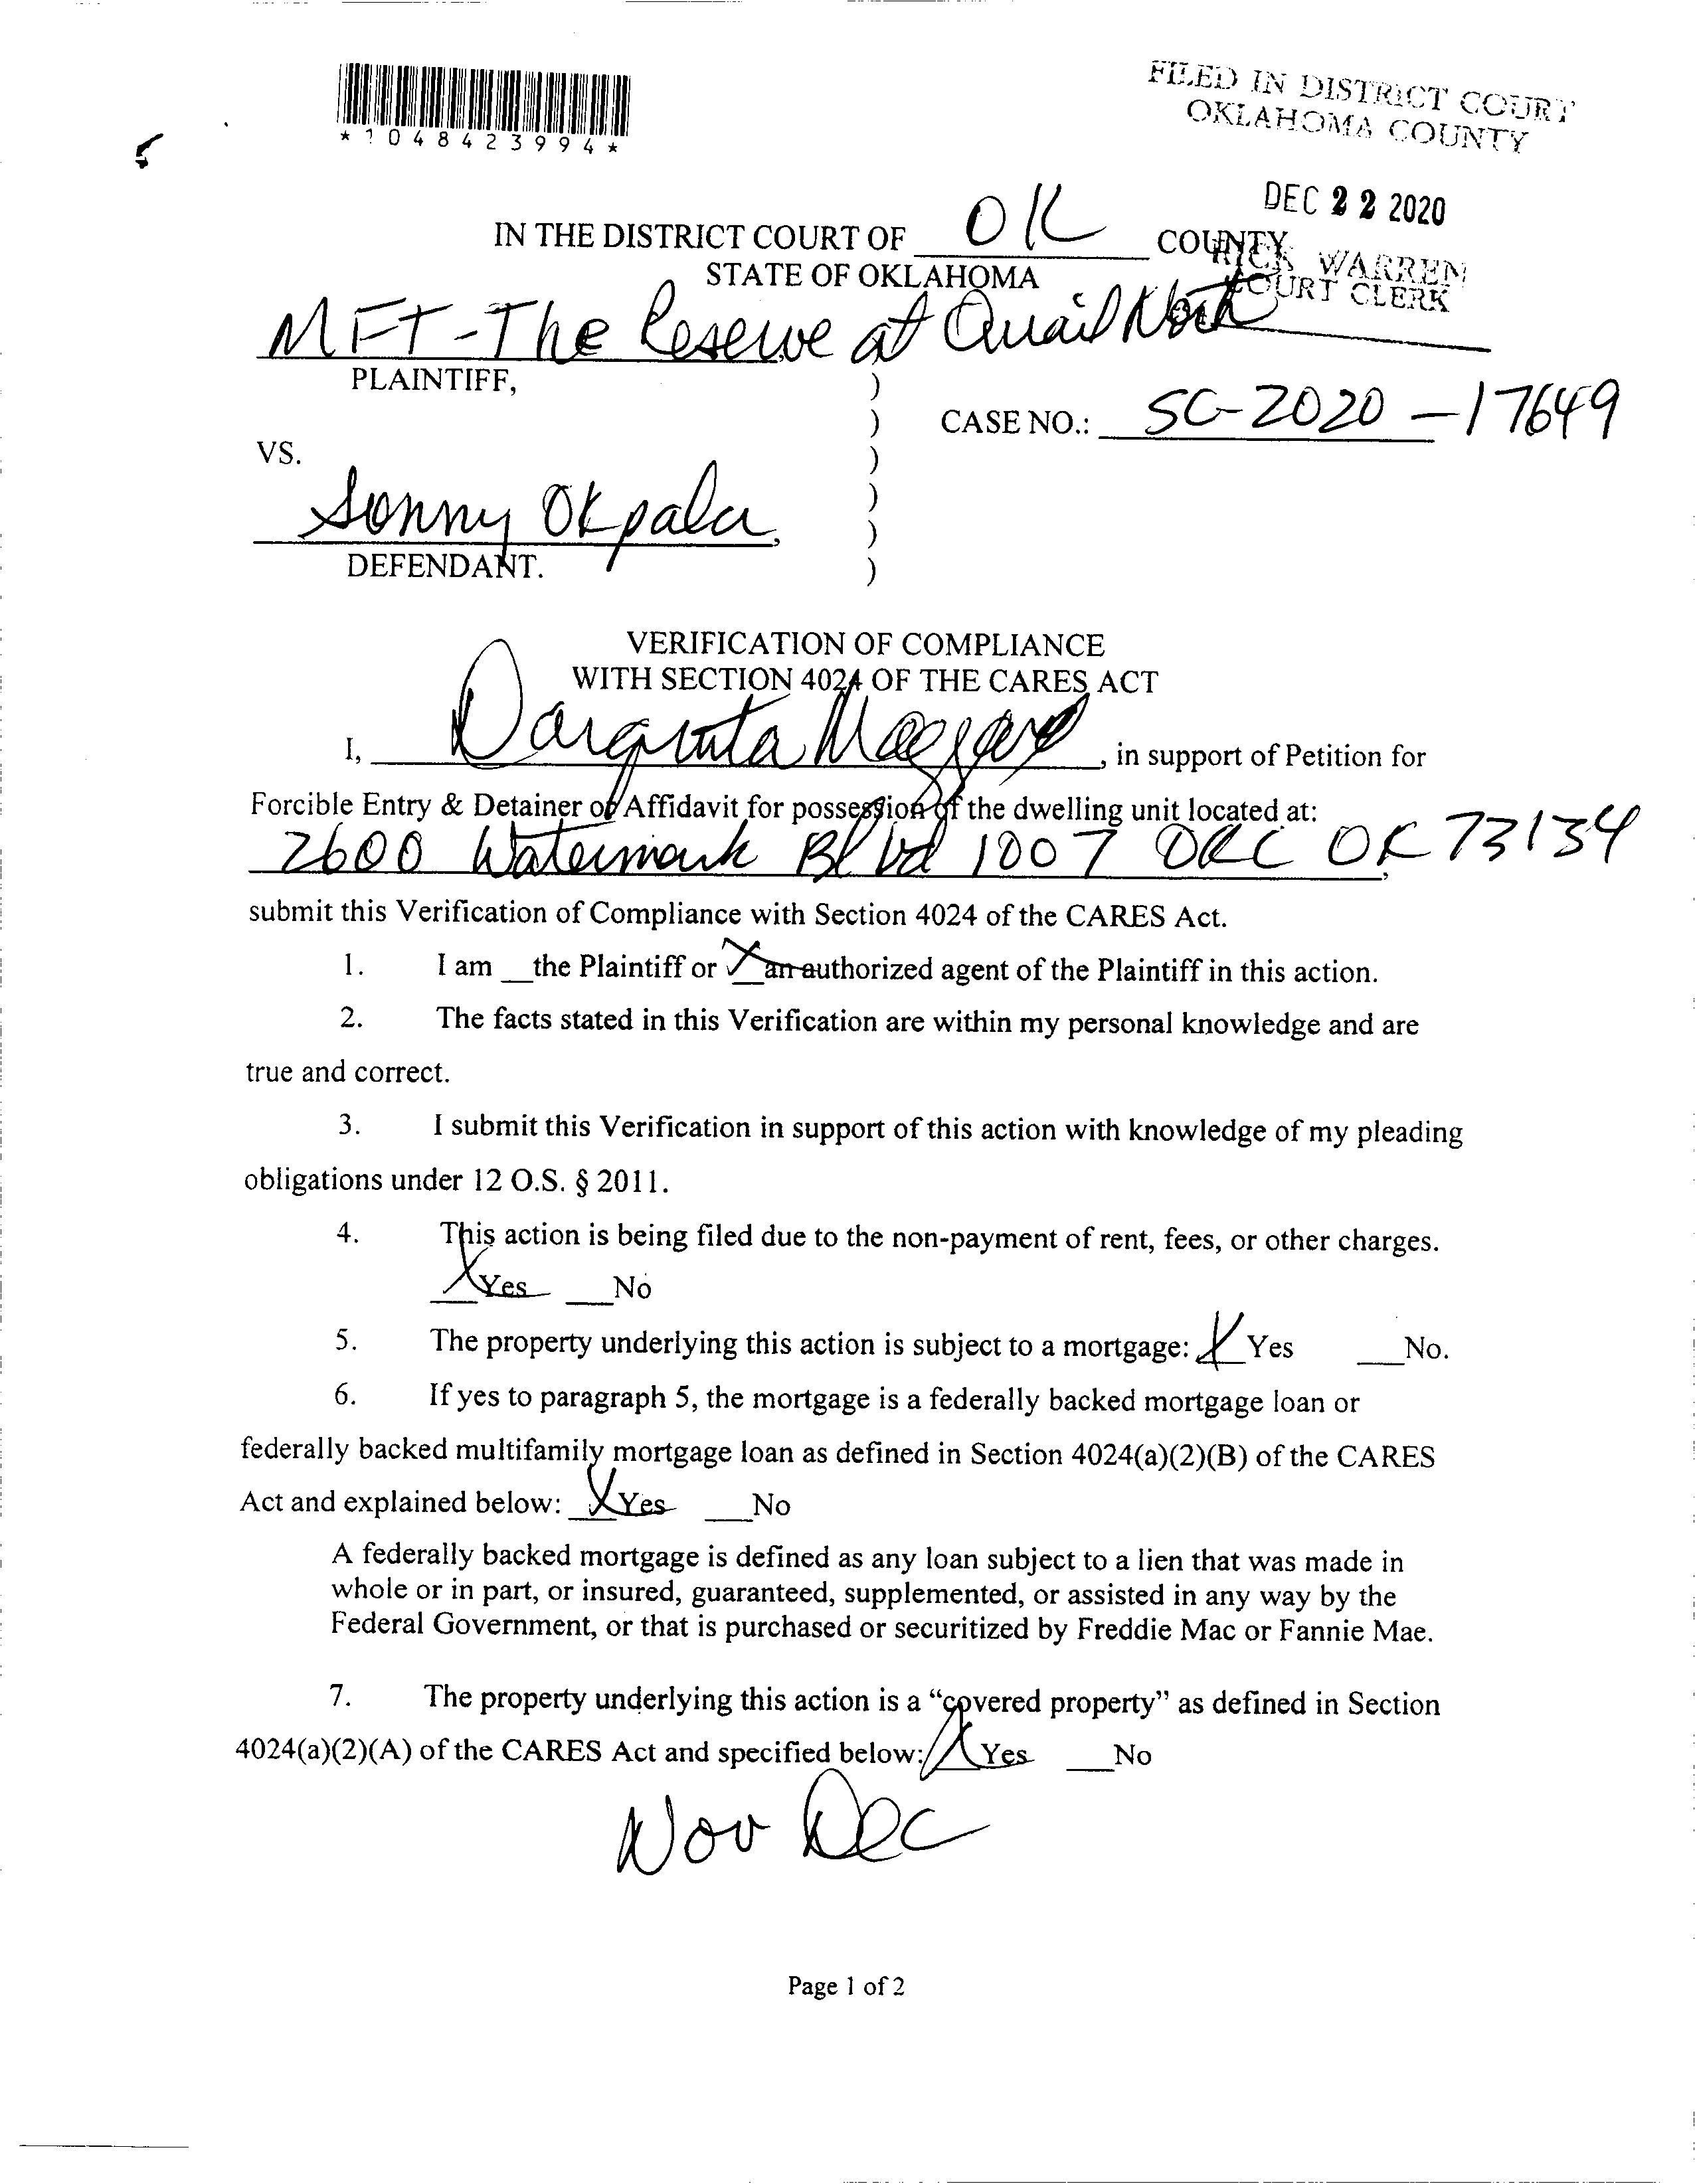 *1048423994*
FILED IN DISTRICT COURT
OKLAHOMA COUNTY
DEC 22 2020
RICK WARREN
COURT CLERK
IN THE DISTRICT COURT OF OK COUNTY
STATE OF OKLAHOMA
MFT-The Reserve at Quail North
PLAINTIFF,
)
) CASE NO.: SC-2020-17649
VS. )
)
Sonny Okpala, )
DEFENDANT. )
VERIFICATION OF COMPLIANCE
WITH SECTION 4024 OF THE CARES ACT
I, , in support of Petition for
Forcible Entry & Detainer or Affidavit for possession of the dwelling unit located at:
2600 Watermark Blvd 1007 OKC OK 73134,
submit this Verification of Compliance with Section 4024 of the CARES Act.
1. I am __the Plaintiff or X an authorized agent of the Plaintiff in this action.
2. The facts stated in this Verification are within my personal knowledge and are
true and correct.
3. I submit this Verification in support of this action with knowledge of my pleading
obligations under 12 O.S. § 2011.
4. This action is being filed due to the non-payment of rent, fees, or other charges.
X Yes __No
5. The property underlying this action is subject to a mortgage: X Yes __No.
6. If yes to paragraph 5, the mortgage is a federally backed mortgage loan or
federally backed multifamily mortgage loan as defined in Section 4024(a)(2)(B) of the CARES
Act and explained below: X Yes __No
A federally backed mortgage is defined as any loan subject to a lien that was made in
whole or in part, or insured, guaranteed, supplemented, or assisted in any way by the
Federal Government, or that is purchased or securitized by Freddie Mac or Fannie Mae.
7. The property underlying this action is a “covered property” as defined in Section
4024(a)(2)(A) of the CARES Act and specified below: X Yes __No
Nov Dec
Page 1 of 2